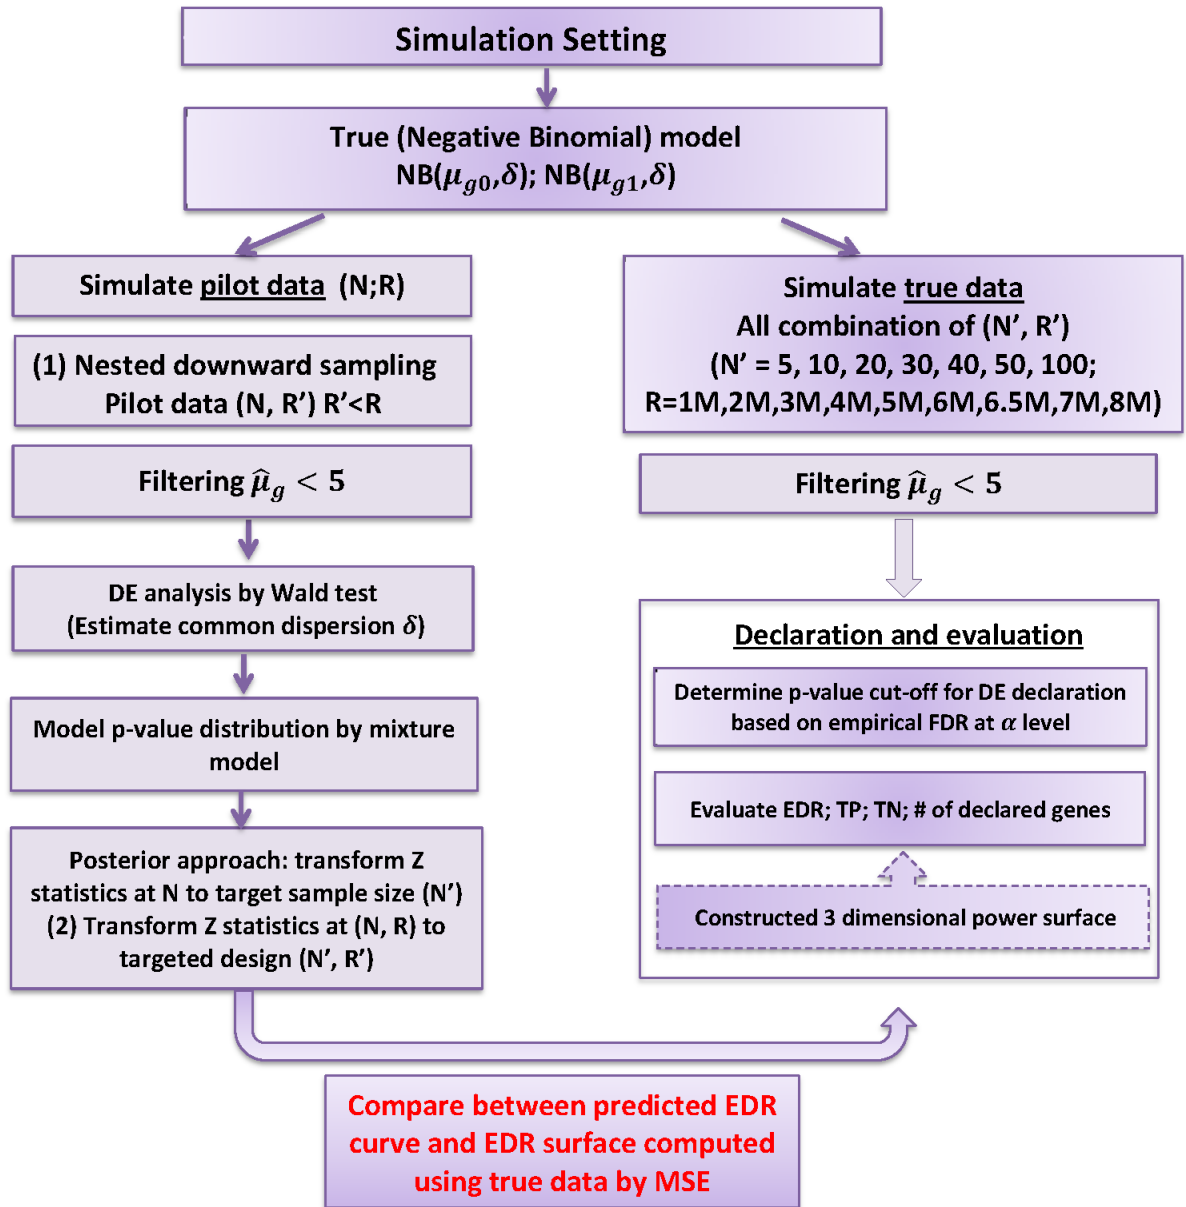 Simulation Setting
True (Negative Binomial) model
NB(μg0,δ); NB(μg1,δ)
Simulate pilot data (N;R)
(1) Nested downward sampling
Pilot data (N, R’) R’<R
Filtering μ̂g < 5
DE analysis by Wald test
(Estimate common dispersion δ)
Model p-value distribution by mixture
model
Posterior approach: transform Z
statistics at N to target sample size (N’)
(2) Transform Z statistics at (N, R) to
targeted design (N’, R’)
Simulate true data
All combination of (N’, R’)
(N’ = 5, 10, 20, 30, 40, 50, 100;
R=1M,2M,3M,4M,5M,6M,6.5M,7M,8M)
Filtering μ̂g < 5
Declaration and evaluation
Determine p-value cut-off for DE declaration
based on empirical FDR at α level
Evaluate EDR; TP; TN; # of declared genes
Constructed 3 dimensional power surface
Compare between predicted EDR
curve and EDR surface computed
using true data by MSE